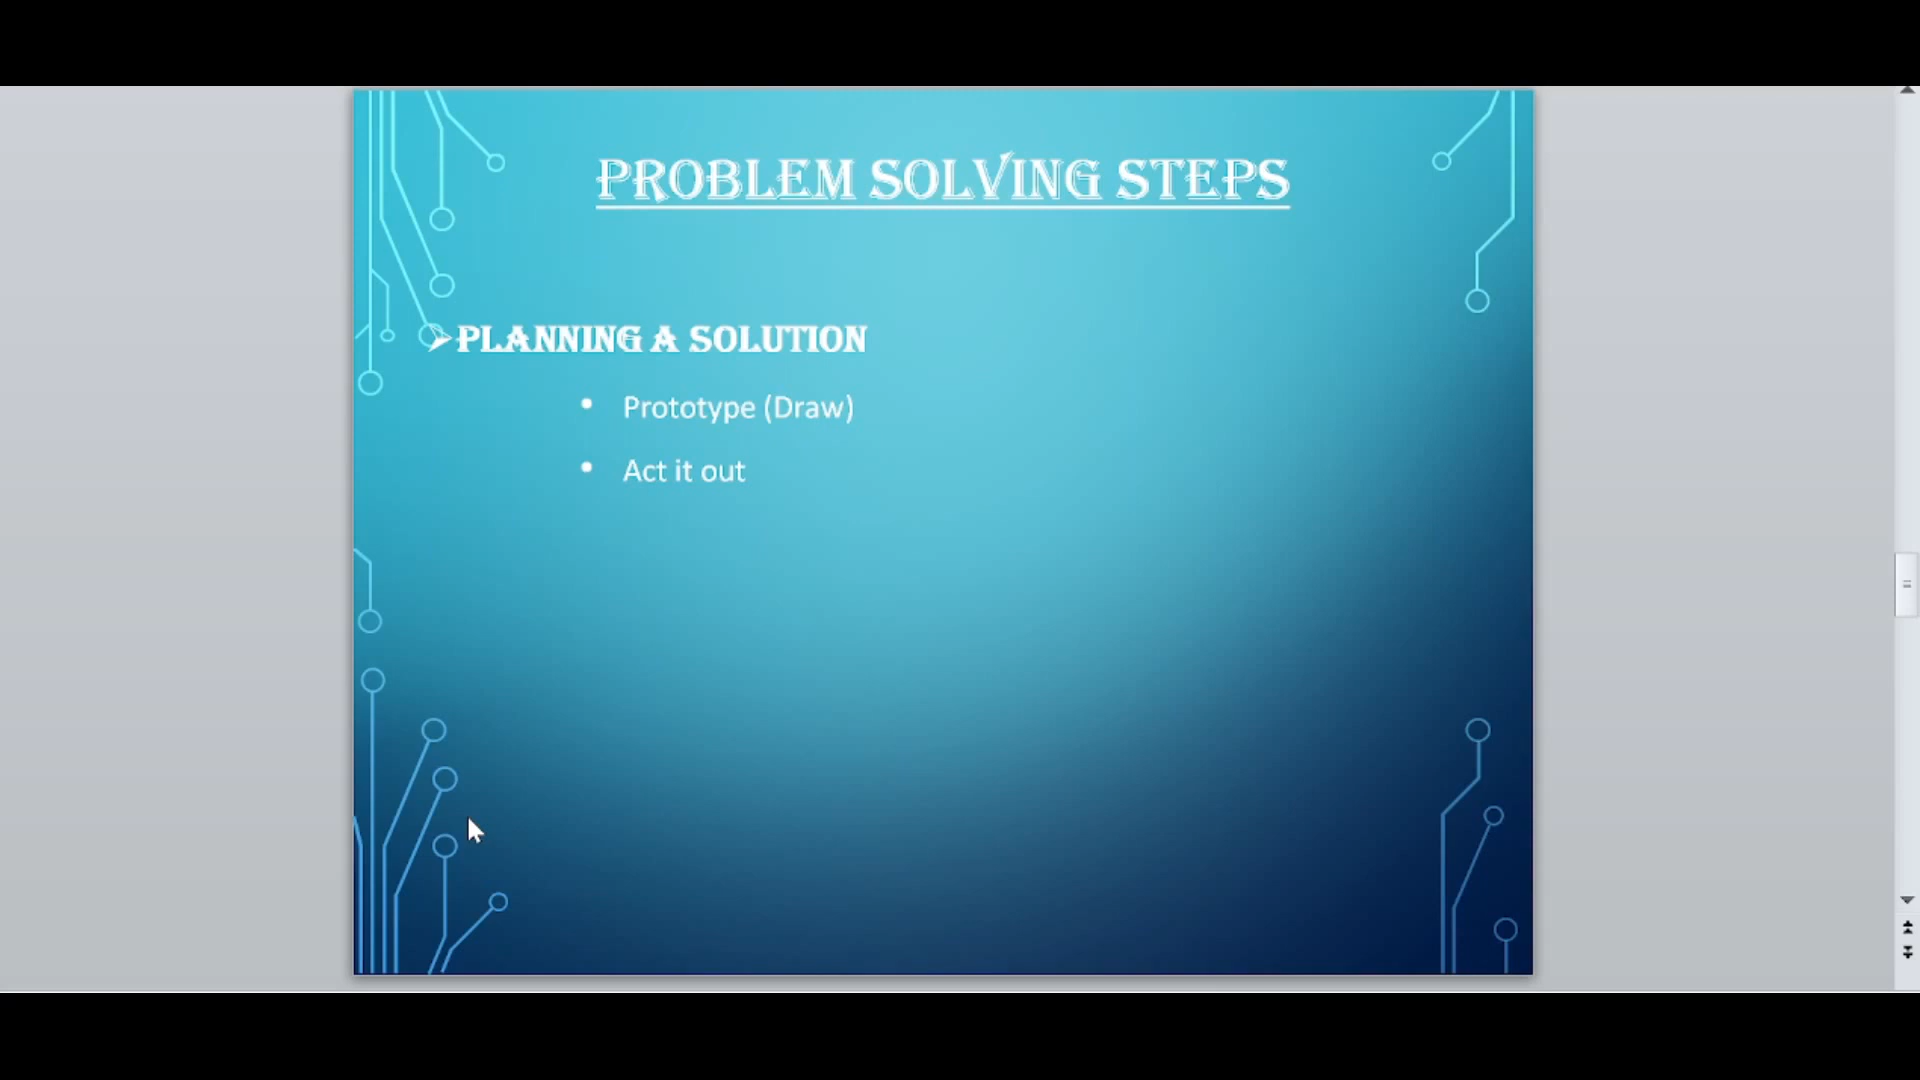 PROBLEM SOLVING STEPS
PLANNING A SOLUTION
Prototype (Draw)
Act it out